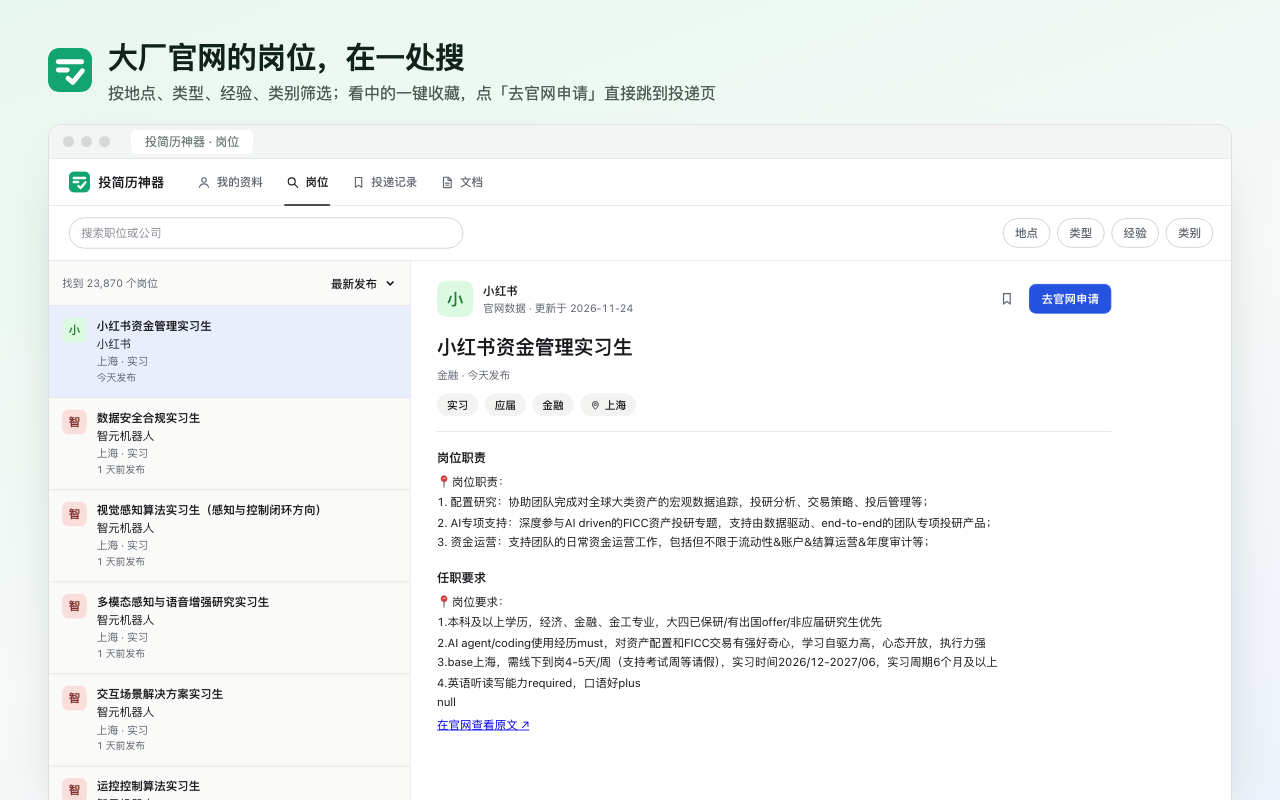 大厂官网的岗位，在一处搜
按地点、类型、经验、类别筛选；看中的一键收藏，点「去官网申请」直接跳到投递页
投简历神器 · 岗位
投简历神器
我的资料
岗位
投递记录
文档
搜索职位或公司
地点
类型
经验
类别
找到 23,870 个岗位
最新发布
小
小红书资金管理实习生
小红书
上海 · 实习
今天发布
智
数据安全合规实习生
智元机器人
上海 · 实习
1 天前发布
智
视觉感知算法实习生（感知与控制闭环方向）
智元机器人
上海 · 实习
1 天前发布
智
多模态感知与语音增强研究实习生
智元机器人
上海 · 实习
1 天前发布
智
交互场景解决方案实习生
智元机器人
上海 · 实习
1 天前发布
智
运控控制算法实习生
小
小红书
官网数据 · 更新于 2026-11-24
去官网申请
小红书资金管理实习生
金融 · 今天发布
实习
应届
金融
上海
岗位职责
📍岗位职责：
1. 配置研究：协助团队完成对全球大类资产的宏观数据追踪，投研分析、交易策略、投后管理等；
2. AI专项支持：深度参与AI driven的FICC资产投研专题，支持由数据驱动、end-to-end的团队专项投研产品；
3. 资金运营：支持团队的日常资金运营工作，包括但不限于流动性&账户&结算运营&年度审计等；
任职要求
📍岗位要求：
1.本科及以上学历，经济、金融、金工专业，大四已保研/有出国offer/非应届研究生优先
2.AI agent/coding使用经历must，对资产配置和FICC交易有强好奇心，学习自驱力高，心态开放，执行力强
3.base上海，需线下到岗4-5天/周（支持考试周等请假），实习时间2026/12-2027/06，实习周期6个月及以上
4.英语听读写能力required，口语好plus
null
在官网查看原文 ↗